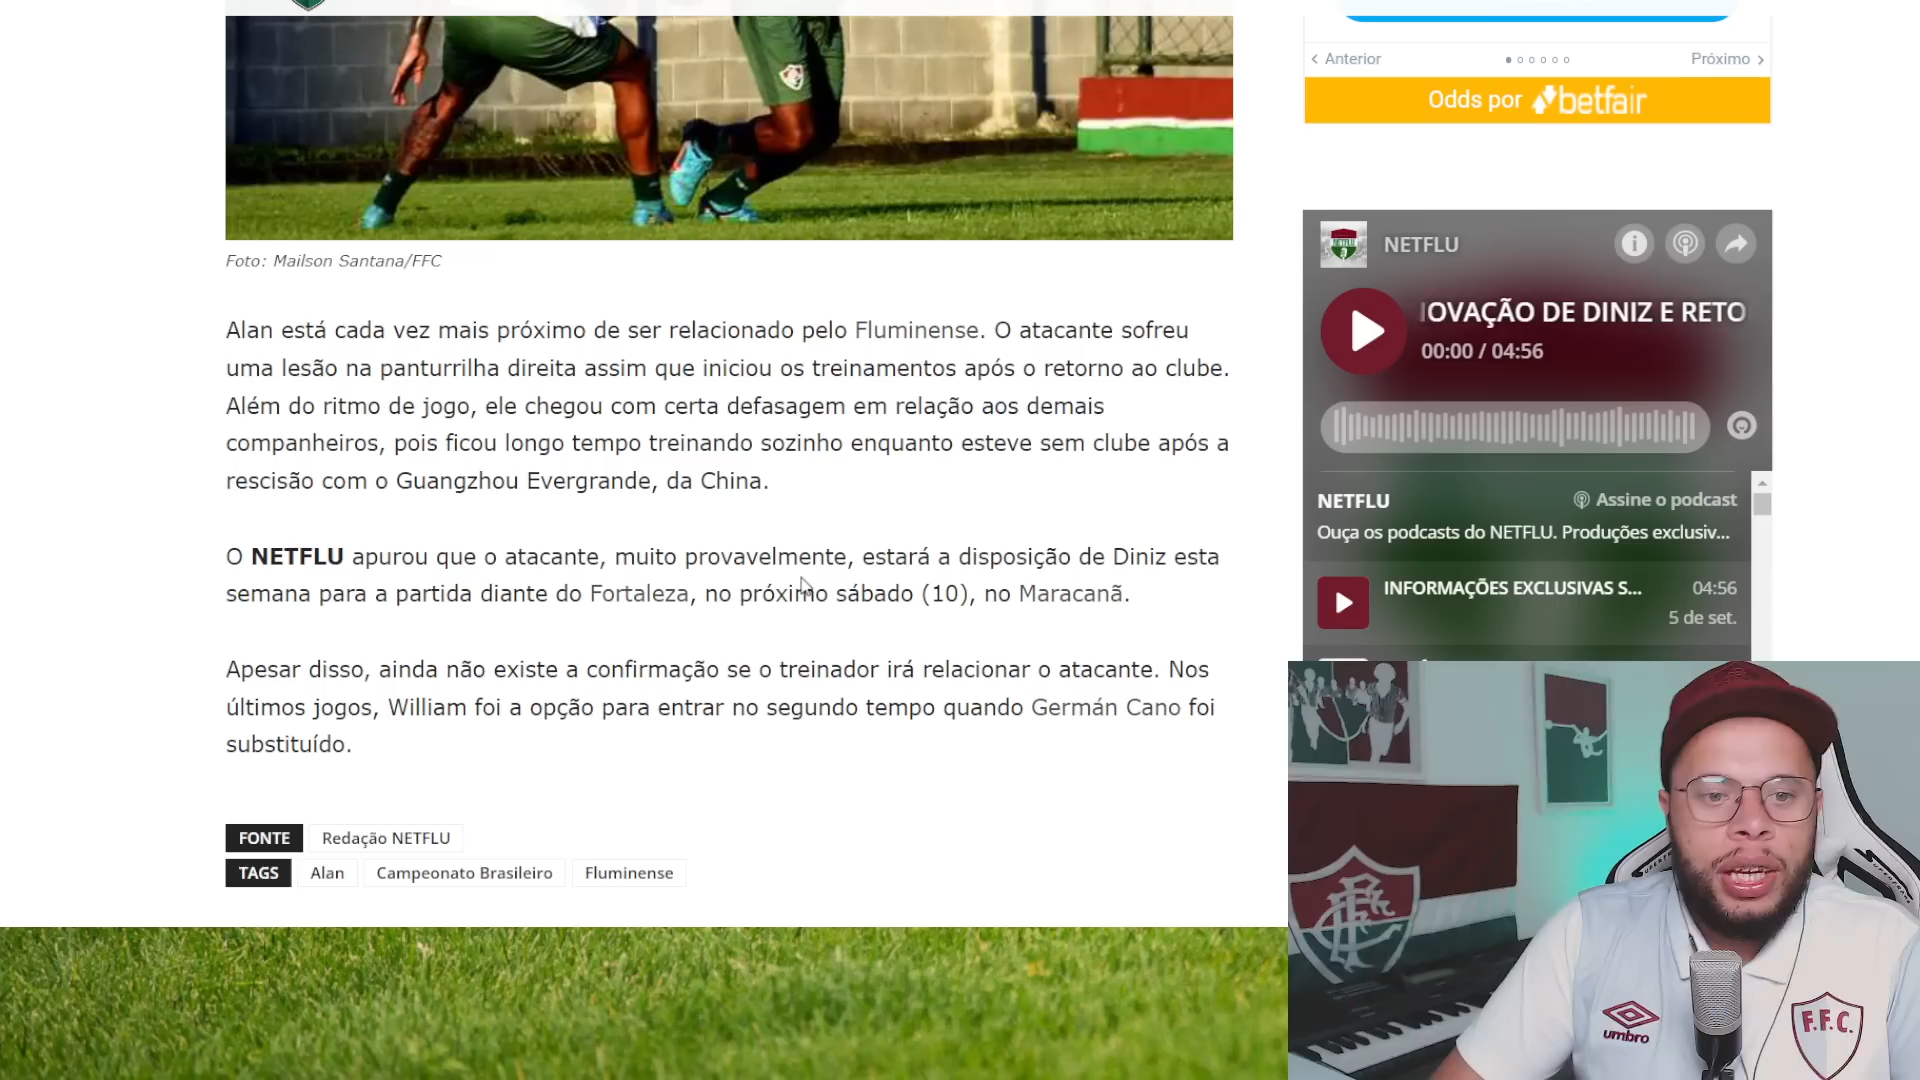 Anterior
Próximo
Odds por betfair
Foto: Mailson Santana/FFC
Alan está cada vez mais próximo de ser relacionado pelo Fluminense. O atacante sofreu
uma lesão na panturrilha direita assim que iniciou os treinamentos após o retorno ao clube.
Além do ritmo de jogo, ele chegou com certa defasagem em relação aos demais
companheiros, pois ficou longo tempo treinando sozinho enquanto esteve sem clube após a
rescisão com o Guangzhou Evergrande, da China.
O NETFLU apurou que o atacante, muito provavelmente, estará a disposição de Diniz esta
semana para a partida diante do Fortaleza, no próximo sábado (10), no Maracanã.
Apesar disso, ainda não existe a confirmação se o treinador irá relacionar o atacante. Nos
últimos jogos, William foi a opção para entrar no segundo tempo quando Germán Cano foi
substituído.
FONTE Redação NETFLU
TAGS Alan Campeonato Brasileiro Fluminense
NETFLU
OVAÇÃO DE DINIZ E RETO
00:00 / 04:56
NETFLU
Assine o podcast
Ouça os podcasts do NETFLU. Produções exclusiv...
INFORMAÇÕES EXCLUSIVAS S...
04:56
5 de set.
umbro
F.F.C.